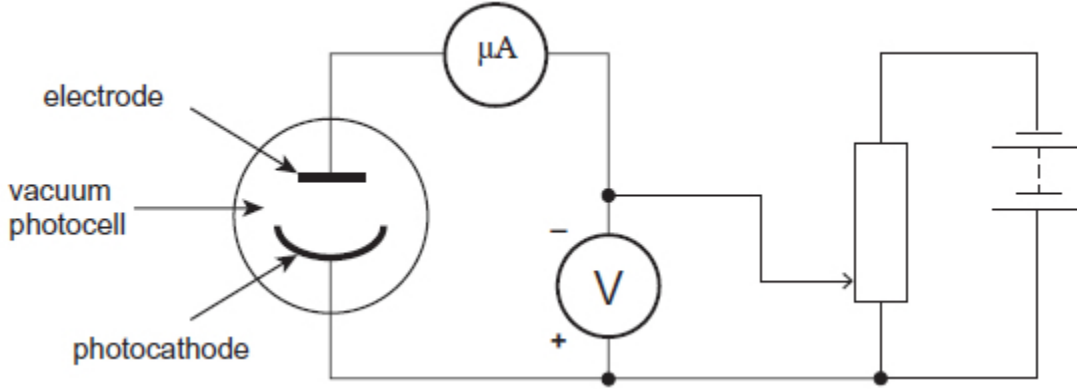 µA
electrode
vacuum
photocell
photocathode
–
V
+